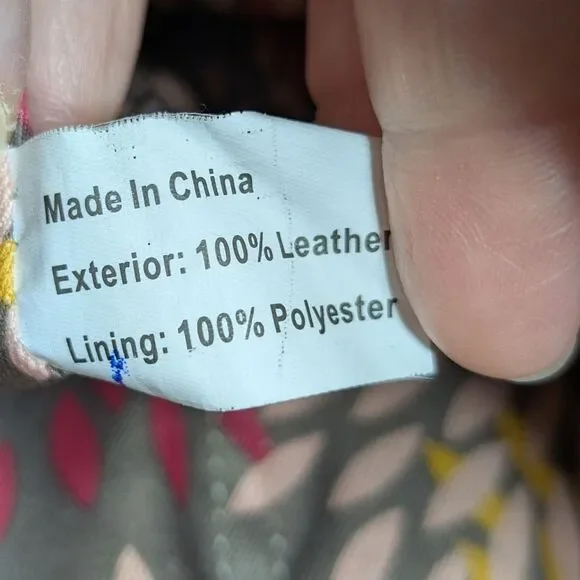 Made In China
Exterior: 100% Leather
Lining: 100% Polyester